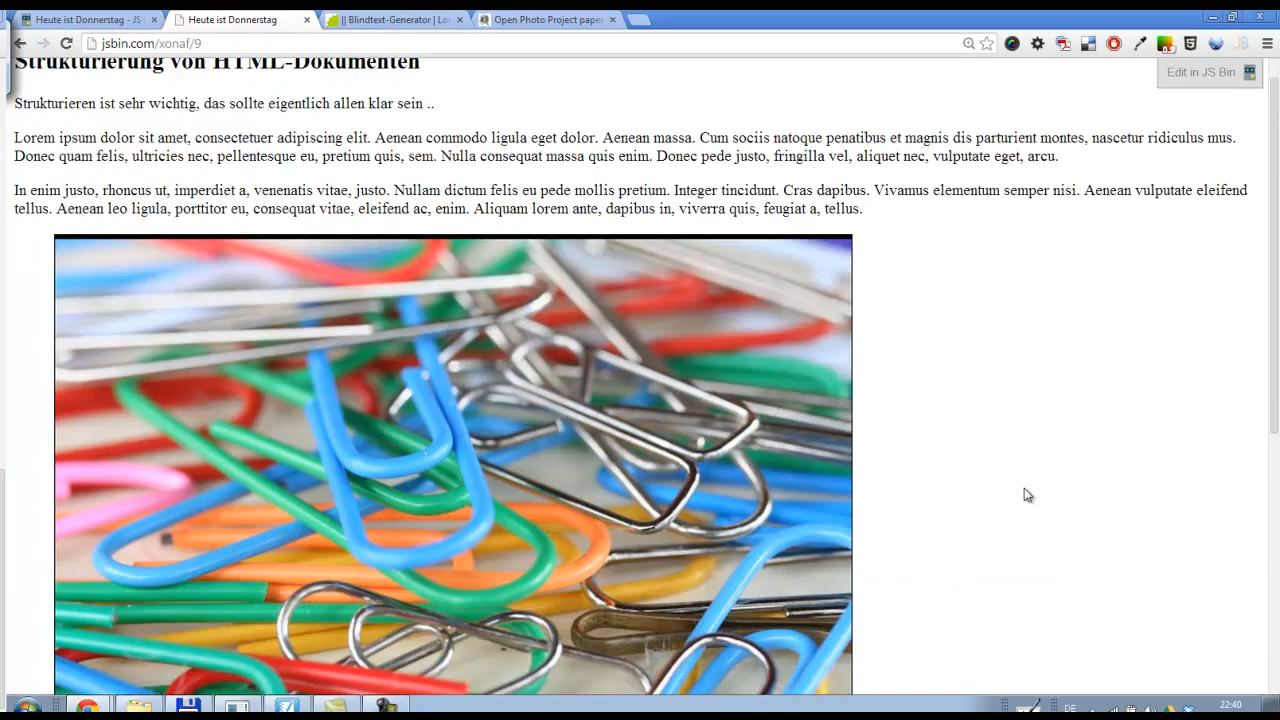 Heute ist Donnerstag - JS
Heute ist Donnerstag
|| Blindtext-Generator | Lo
Open Photo Project pape
jsbin.com/xonaf/9
Strukturierung von HTML-Dokumenten
Edit in JS Bin
Strukturieren ist sehr wichtig, das sollte eigentlich allen klar sein ..
Lorem ipsum dolor sit amet, consectetuer adipiscing elit. Aenean commodo ligula eget dolor. Aenean massa. Cum sociis natoque penatibus et magnis dis parturient montes, nascetur ridiculus mus.
Donec quam felis, ultricies nec, pellentesque eu, pretium quis, sem. Nulla consequat massa quis enim. Donec pede justo, fringilla vel, aliquet nec, vulputate eget, arcu.
In enim justo, rhoncus ut, imperdiet a, venenatis vitae, justo. Nullam dictum felis eu pede mollis pretium. Integer tincidunt. Cras dapibus. Vivamus elementum semper nisi. Aenean vulputate eleifend
tellus. Aenean leo ligula, porttitor eu, consequat vitae, eleifend ac, enim. Aliquam lorem ante, dapibus in, viverra quis, feugiat a, tellus.
DE
22:40